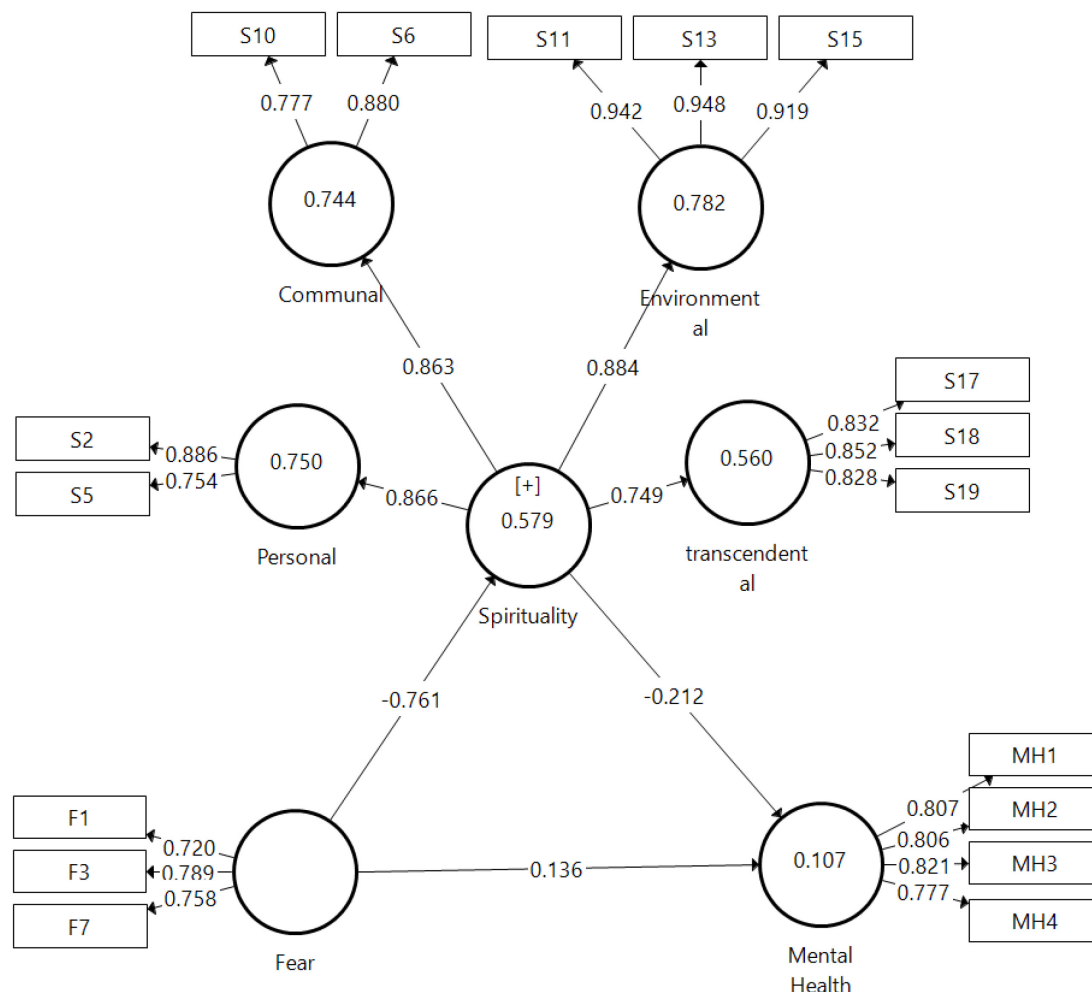 S10
S6
S11
S13
S15
0.777
0.880
0.942
0.948
0.919
0.744
0.782
Communal
Environment
al
0.863
0.884
S2
S5
0.886
0.754
0.750
Personal
0.866
[+]
0.579
Spirituality
0.749
0.560
transcendent
al
0.832
0.852
0.828
S17
S18
S19
-0.761
-0.212
F1
F3
F7
0.720
0.789
0.758
Fear
0.136
0.107
Mental
Health
0.807
0.806
0.821
0.777
MH1
MH2
MH3
MH4